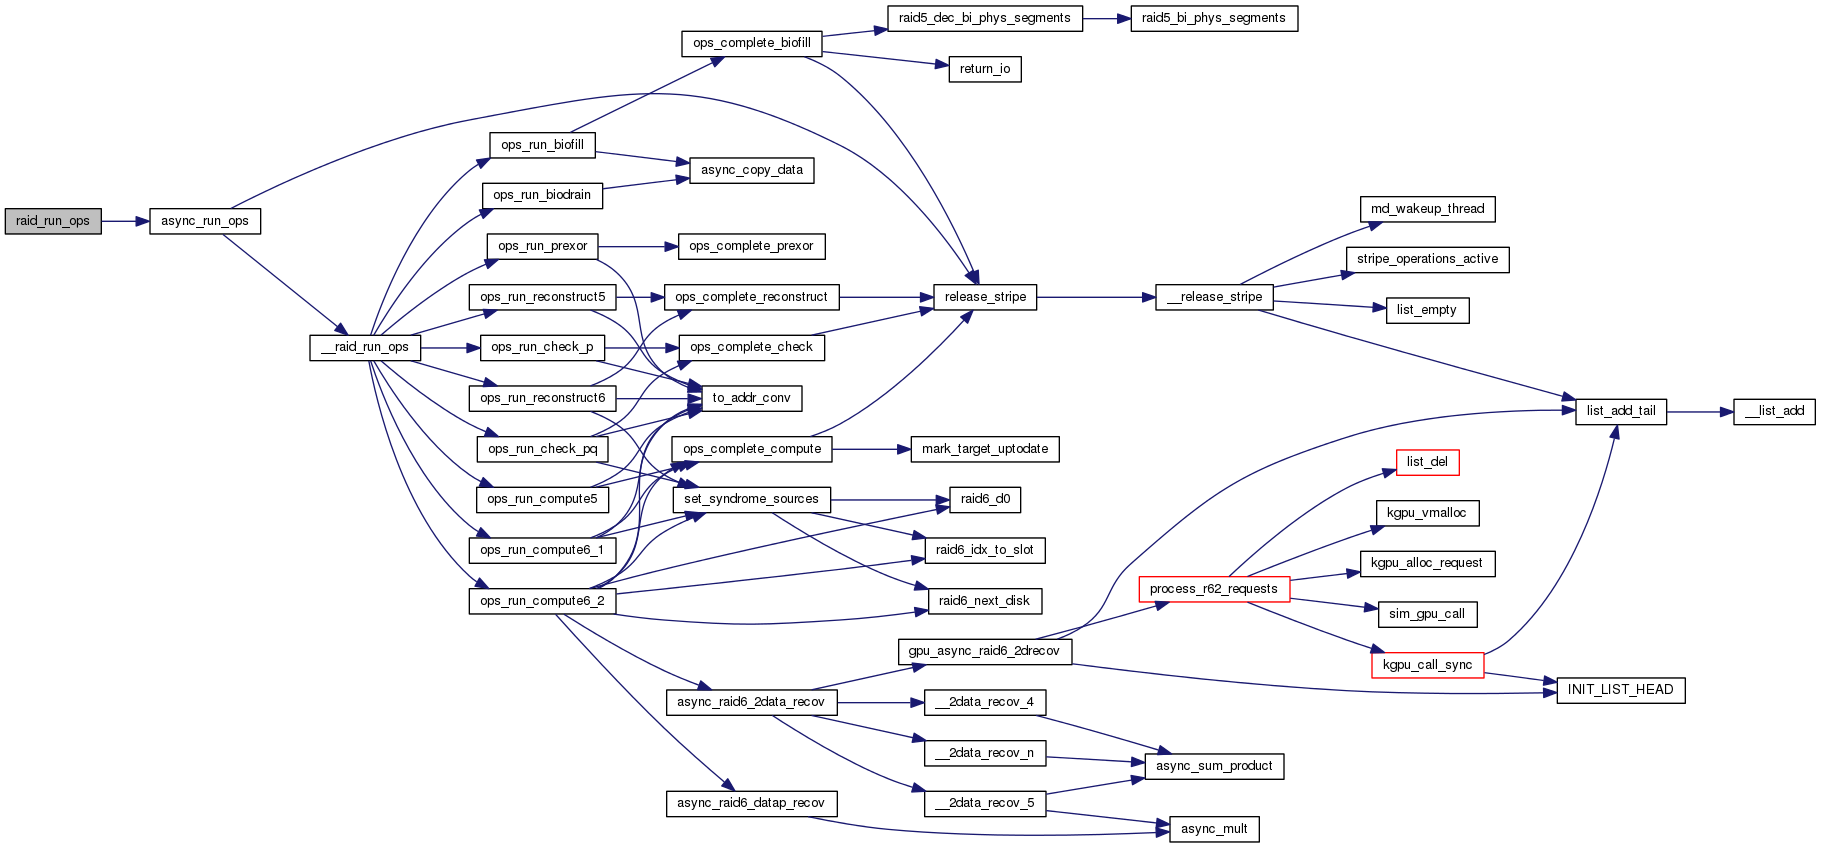 raid5_dec_bi_phys_segments
raid5_bi_phys_segments
ops_complete_biofill
return_io
ops_run_biofill
async_copy_data
ops_run_biodrain
raid_run_ops
async_run_ops
md_wakeup_thread
ops_run_prexor
ops_complete_prexor
stripe_operations_active
ops_run_reconstruct5
ops_complete_reconstruct
release_stripe
__release_stripe
list_empty
__raid_run_ops
ops_run_check_p
ops_complete_check
ops_run_reconstruct6
to_addr_conv
list_add_tail
__list_add
ops_run_check_pq
ops_complete_compute
mark_target_uptodate
list_del
ops_run_compute5
set_syndrome_sources
raid6_d0
kgpu_vmalloc
ops_run_compute6_1
raid6_idx_to_slot
kgpu_alloc_request
ops_run_compute6_2
raid6_next_disk
process_r62_requests
sim_gpu_call
gpu_async_raid6_2drecov
kgpu_call_sync
INIT_LIST_HEAD
async_raid6_2data_recov
__2data_recov_4
__2data_recov_n
async_sum_product
async_raid6_datap_recov
__2data_recov_5
async_mult